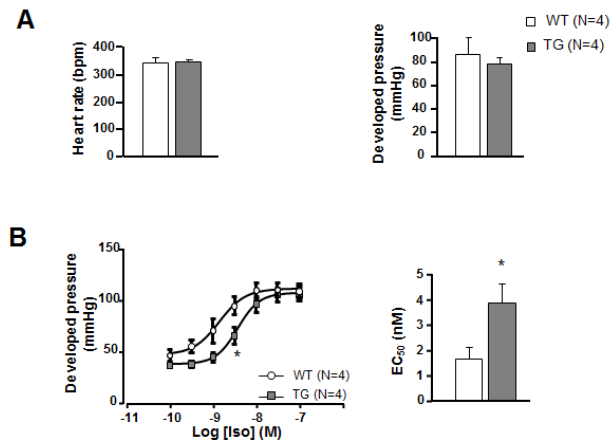 A
WT (N=4)
TG (N=4)
Heart rate (bpm)
400
300
200
100
0
Developed pressure
(mmHg)
100
80
60
40
20
0
B
Developed pressure
(mmHg)
150
100
50
0
*
WT (N=4)
TG (N=4)
-11 -10 -9 -8 -7
Log [Iso] (M)
EC50 (nM)
5
4
3
2
1
0
*